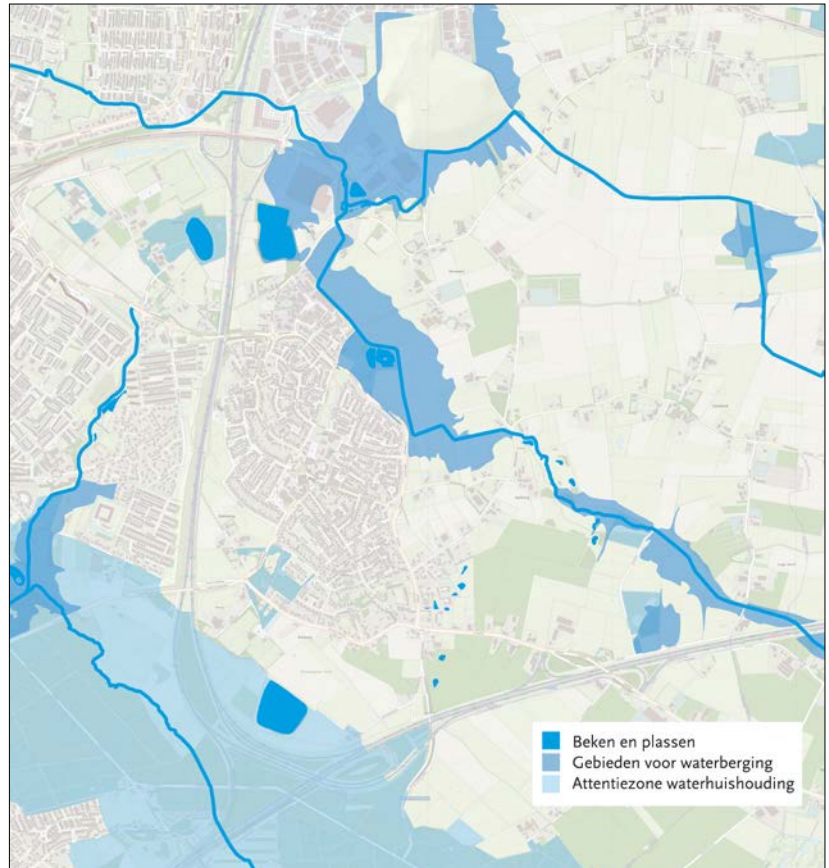 Beken en plassen
Gebieden voor waterberging
Attentiezone waterhuishouding